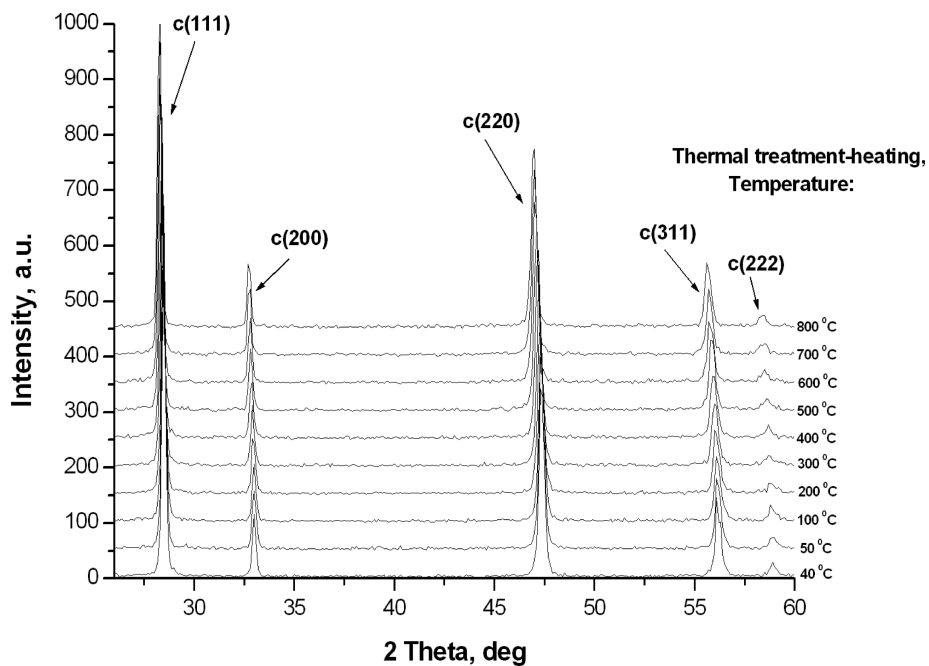 1000
900
800
700
600
500
400
300
200
100
0
Intensity, a.u.
c(111)
c(200)
c(220)
c(311)
c(222)
Thermal treatment-heating,
Temperature:
800 °C
700 °C
600 °C
500 °C
400 °C
300 °C
200 °C
100 °C
50 °C
40 °C
30 35 40 45 50 55 60
2 Theta, deg